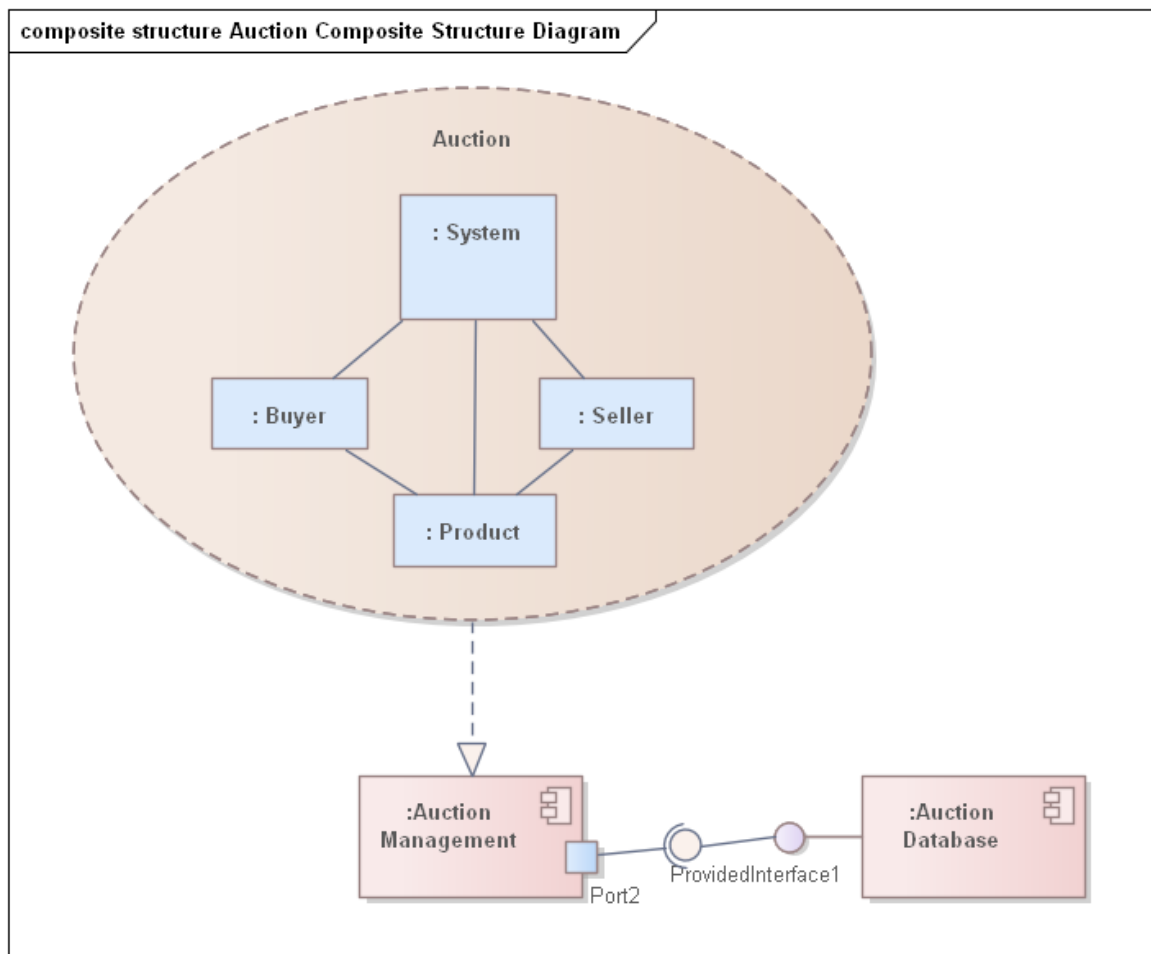 composite structure Auction Composite Structure Diagram
Auction
: System
: Buyer
: Seller
: Product
:Auction
Management
:Auction
Database
ProvidedInterface1
Port2